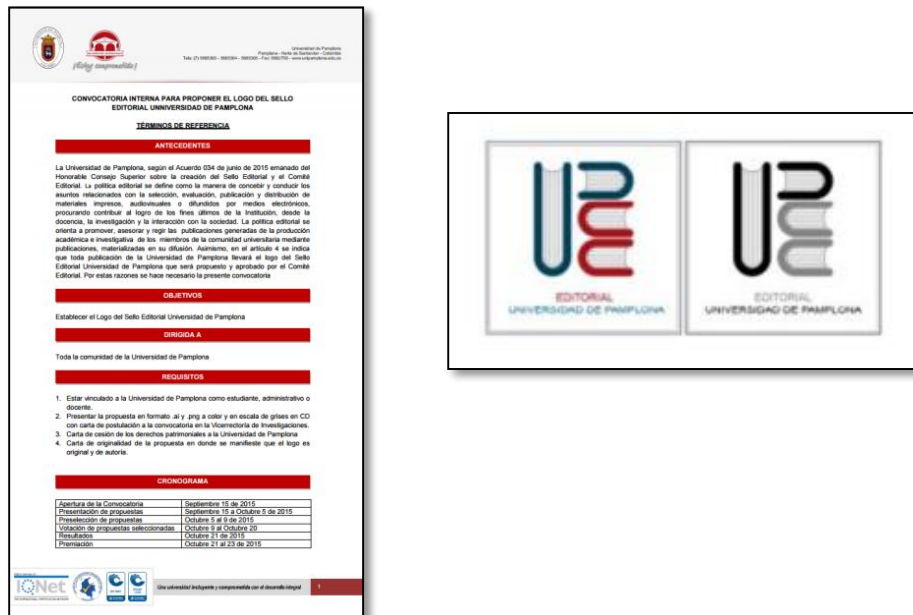 ¡Estoy comprometido!
Universidad de Pamplona
Pamplona - Norte de Santander - Colombia
CONVOCATORIA INTERNA PARA PROPONER EL LOGO DEL SELLO
EDITORIAL UNNIVERSIDAD DE PAMPLONA
TÉRMINOS DE REFERENCIA
ANTECEDENTES
La Universidad de Pamplona, según el Acuerdo 034 de junio de 2015 emanado del
Honorable Consejo Superior sobre la creación del Sello Editorial y el Comité
Editorial. La política editorial se define como la manera de concebir y conducir los
asuntos relacionados con la selección, evaluación, publicación y distribución de
materiales impresos, audiovisuales o difundidos por medios electrónicos,
procurando contribuir al logro de los fines últimos de la Institución, desde la
docencia, la investigación y la interacción con la sociedad. La política editorial se
orienta a promover, asesorar y regir las publicaciones generadas de la producción
académica e investigativa de los miembros de la comunidad universitaria mediante
publicaciones, materializadas en su difusión. Asimismo, en el artículo 4 se indica
que toda publicación de la Universidad de Pamplona llevará el logo del Sello
Editorial Universidad de Pamplona que será propuesto y aprobado por el Comité
Editorial. Por estas razones se hace necesario la presente convocatoria
OBJETIVOS
Establecer el Logo del Sello Editorial Universidad de Pamplona
DIRIGIDA A
Toda la comunidad de la Universidad de Pamplona
REQUISITOS
1. Estar vinculado a la Universidad de Pamplona como estudiante, administrativo o
docente.
2. Presentar la propuesta en formato .ai y .png a color y en escala de grises en CD
con carta de postulación a la convocatoria en la Vicerrectoría de Investigaciones.
3. Carta de cesión de los derechos patrimoniales a la Universidad de Pamplona
4. Carta de originalidad de la propuesta en donde se manifieste que el logo es
original y de autoría.
CRONOGRAMA
Apertura de la Convocatoria Septiembre 15 de 2015
Presentación de propuestas Septiembre 15 a Octubre 5 de 2015
Preselección de propuestas Octubre 5 al 9 de 2015
Votación de propuestas seleccionadas Octubre 9 al Octubre 20
Resultados Octubre 21 de 2015
Premiación Octubre 21 al 23 de 2015
IQNet
Una universidad incluyente y comprometida con el desarrollo integral
1
EDITORIAL
UNIVERSIDAD DE PAMPLONA
EDITORIAL
UNIVERSIDAD DE PAMPLONA